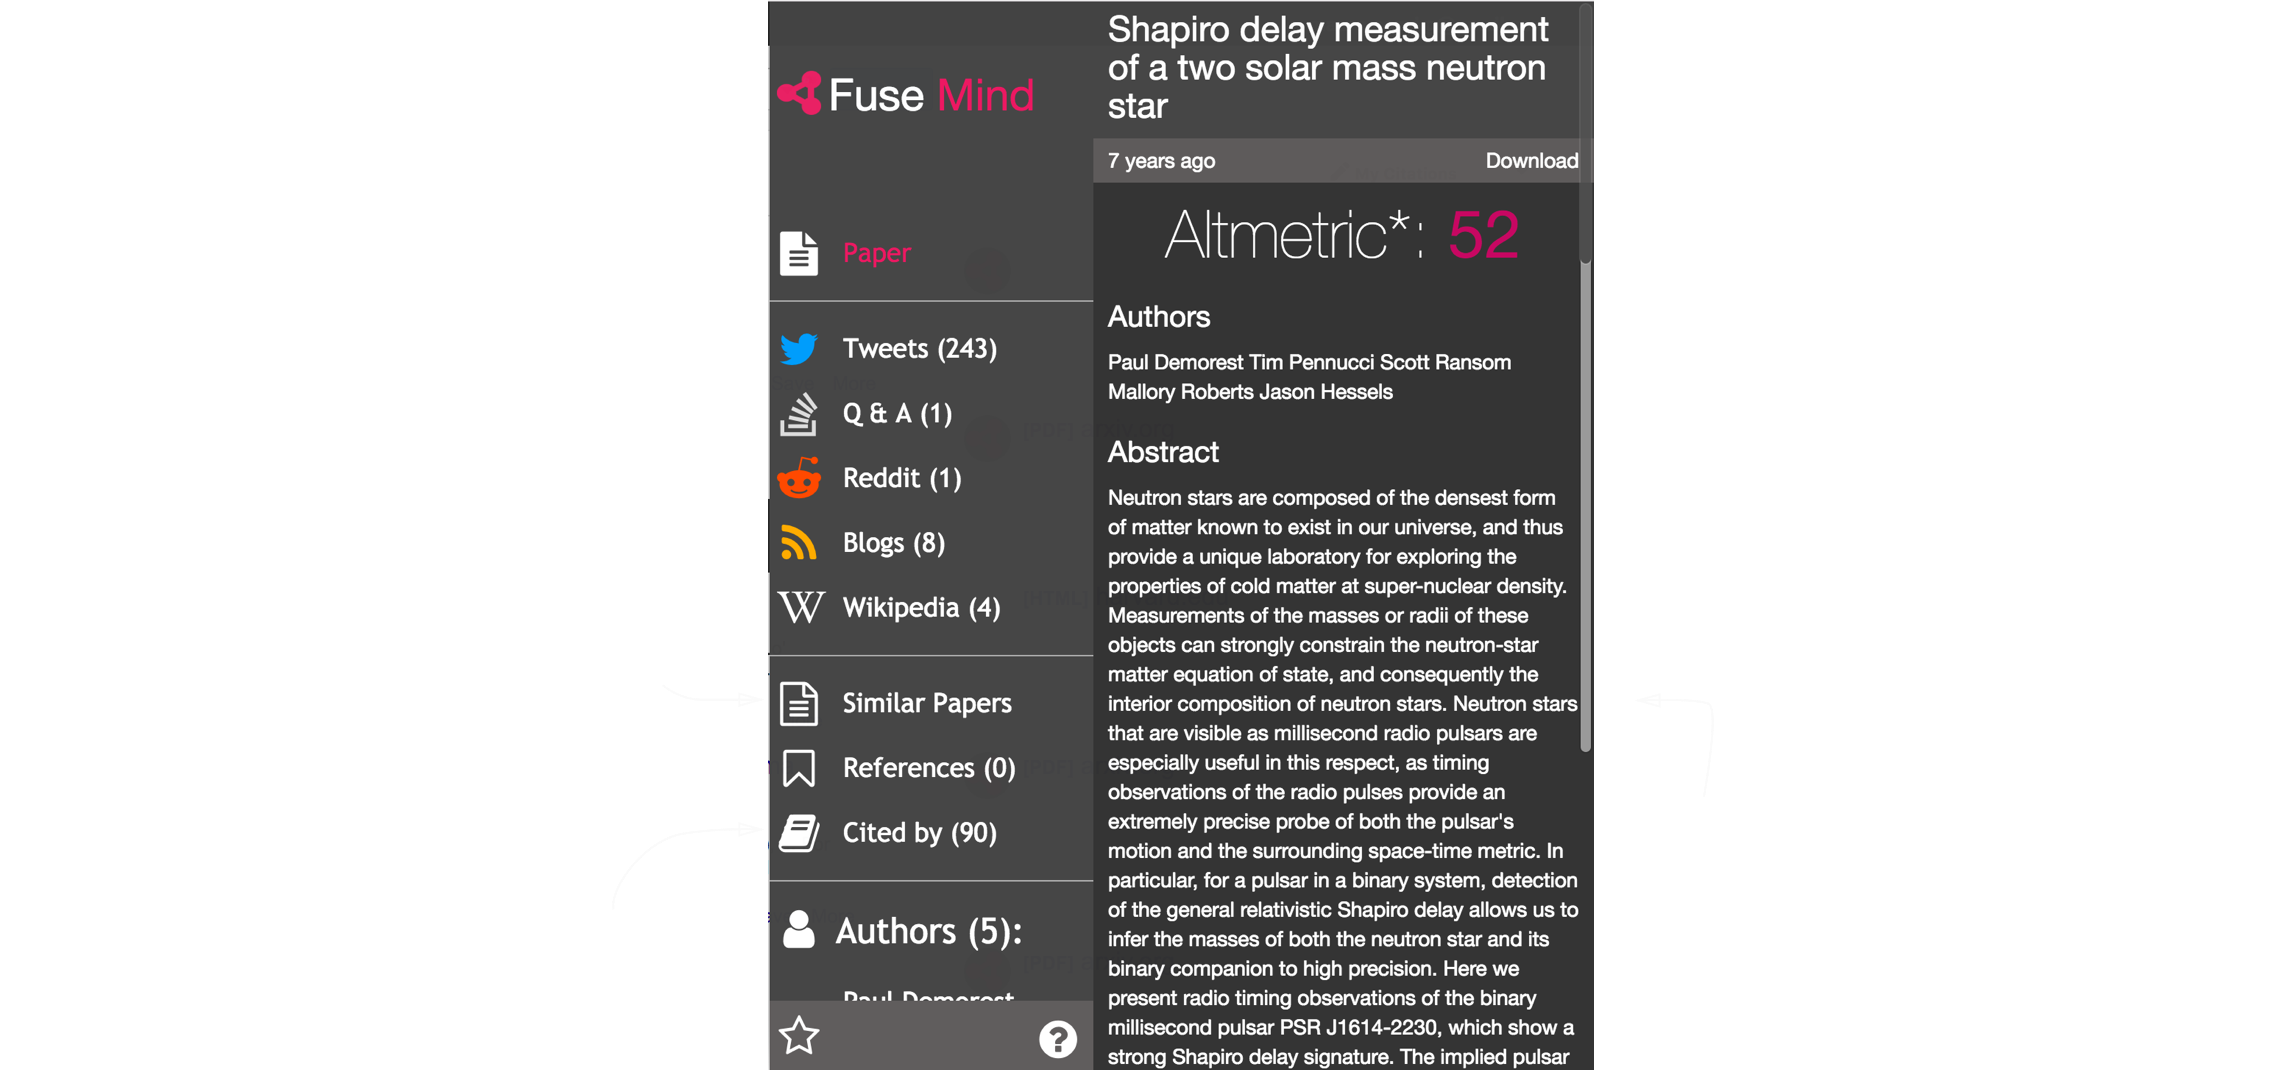 Fuse Mind
Paper
Tweets (243)
Q & A (1)
Reddit (1)
Blogs (8)
Wikipedia (4)
Similar Papers
References (0)
Cited by (90)
Authors (5):
Paul Demorest
Shapiro delay measurement
of a two solar mass neutron
star
7 years ago Download
Altmetric*: 52
Authors
Paul Demorest Tim Pennucci Scott Ransom
Mallory Roberts Jason Hessels
Abstract
Neutron stars are composed of the densest form
of matter known to exist in our universe, and thus
provide a unique laboratory for exploring the
properties of cold matter at super-nuclear density.
Measurements of the masses or radii of these
objects can strongly constrain the neutron-star
matter equation of state, and consequently the
interior composition of neutron stars. Neutron stars
that are visible as millisecond radio pulsars are
especially useful in this respect, as timing
observations of the radio pulses provide an
extremely precise probe of both the pulsar's
motion and the surrounding space-time metric. In
particular, for a pulsar in a binary system, detection
of the general relativistic Shapiro delay allows us to
infer the masses of both the neutron star and its
binary companion to high precision. Here we
present radio timing observations of the binary
millisecond pulsar PSR J1614-2230, which show a
strong Shapiro delay signature. The implied pulsar